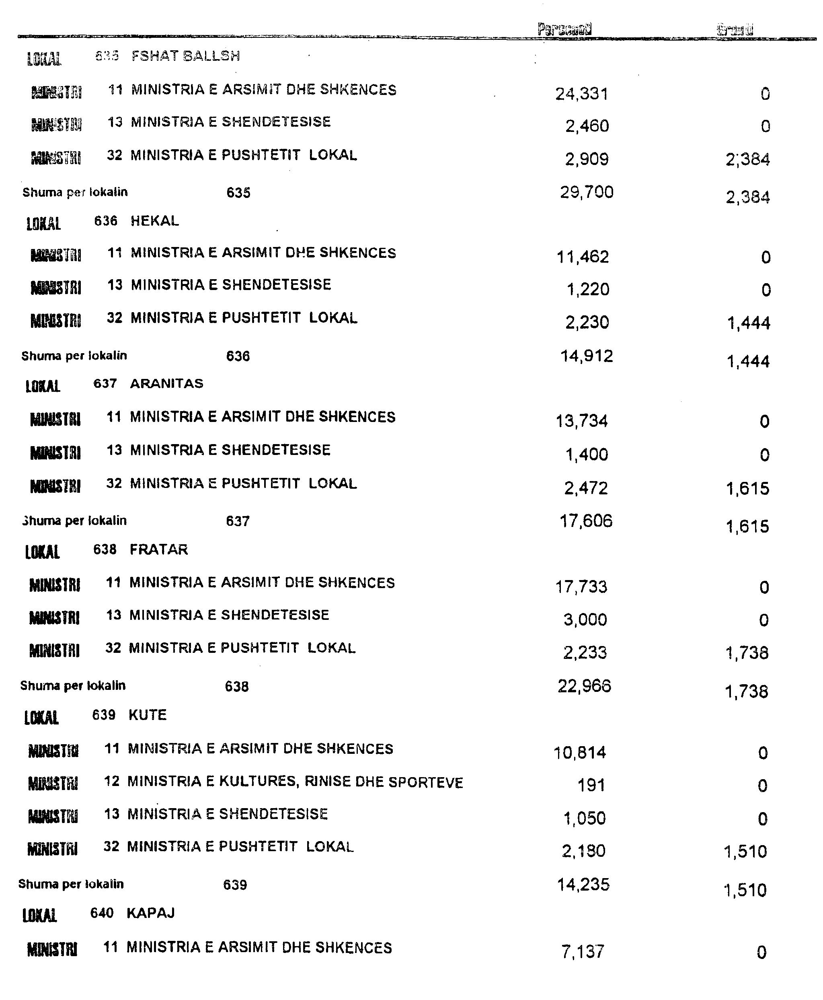 Personel Grand
LOKAL 635 FSHAT BALLSH
MINISTRI 11 MINISTRIA E ARSIMIT DHE SHKENCES 24,331 0
MINISTRI 13 MINISTRIA E SHENDETESISE 2,460 0
MINISTRI 32 MINISTRIA E PUSHTETIT LOKAL 2,909 2,384
Shuma per lokalin 635 29,700 2,384
LOKAL 636 HEKAL
MINISTRI 11 MINISTRIA E ARSIMIT DHE SHKENCES 11,462 0
MINISTRI 13 MINISTRIA E SHENDETESISE 1,220 0
MINISTRI 32 MINISTRIA E PUSHTETIT LOKAL 2,230 1,444
Shuma per lokalin 636 14,912 1,444
LOKAL 637 ARANITAS
MINISTRI 11 MINISTRIA E ARSIMIT DHE SHKENCES 13,734 0
MINISTRI 13 MINISTRIA E SHENDETESISE 1,400 0
MINISTRI 32 MINISTRIA E PUSHTETIT LOKAL 2,472 1,615
Shuma per lokalin 637 17,606 1,615
LOKAL 638 FRATAR
MINISTRI 11 MINISTRIA E ARSIMIT DHE SHKENCES 17,733 0
MINISTRI 13 MINISTRIA E SHENDETESISE 3,000 0
MINISTRI 32 MINISTRIA E PUSHTETIT LOKAL 2,233 1,738
Shuma per lokalin 638 22,966 1,738
LOKAL 639 KUTE
MINISTRI 11 MINISTRIA E ARSIMIT DHE SHKENCES 10,814 0
MINISTRI 12 MINISTRIA E KULTURES, RINISE DHE SPORTEVE 191 0
MINISTRI 13 MINISTRIA E SHENDETESISE 1,050 0
MINISTRI 32 MINISTRIA E PUSHTETIT LOKAL 2,180 1,510
Shuma per lokalin 639 14,235 1,510
LOKAL 640 KAPAJ
MINISTRI 11 MINISTRIA E ARSIMIT DHE SHKENCES 7,137 0